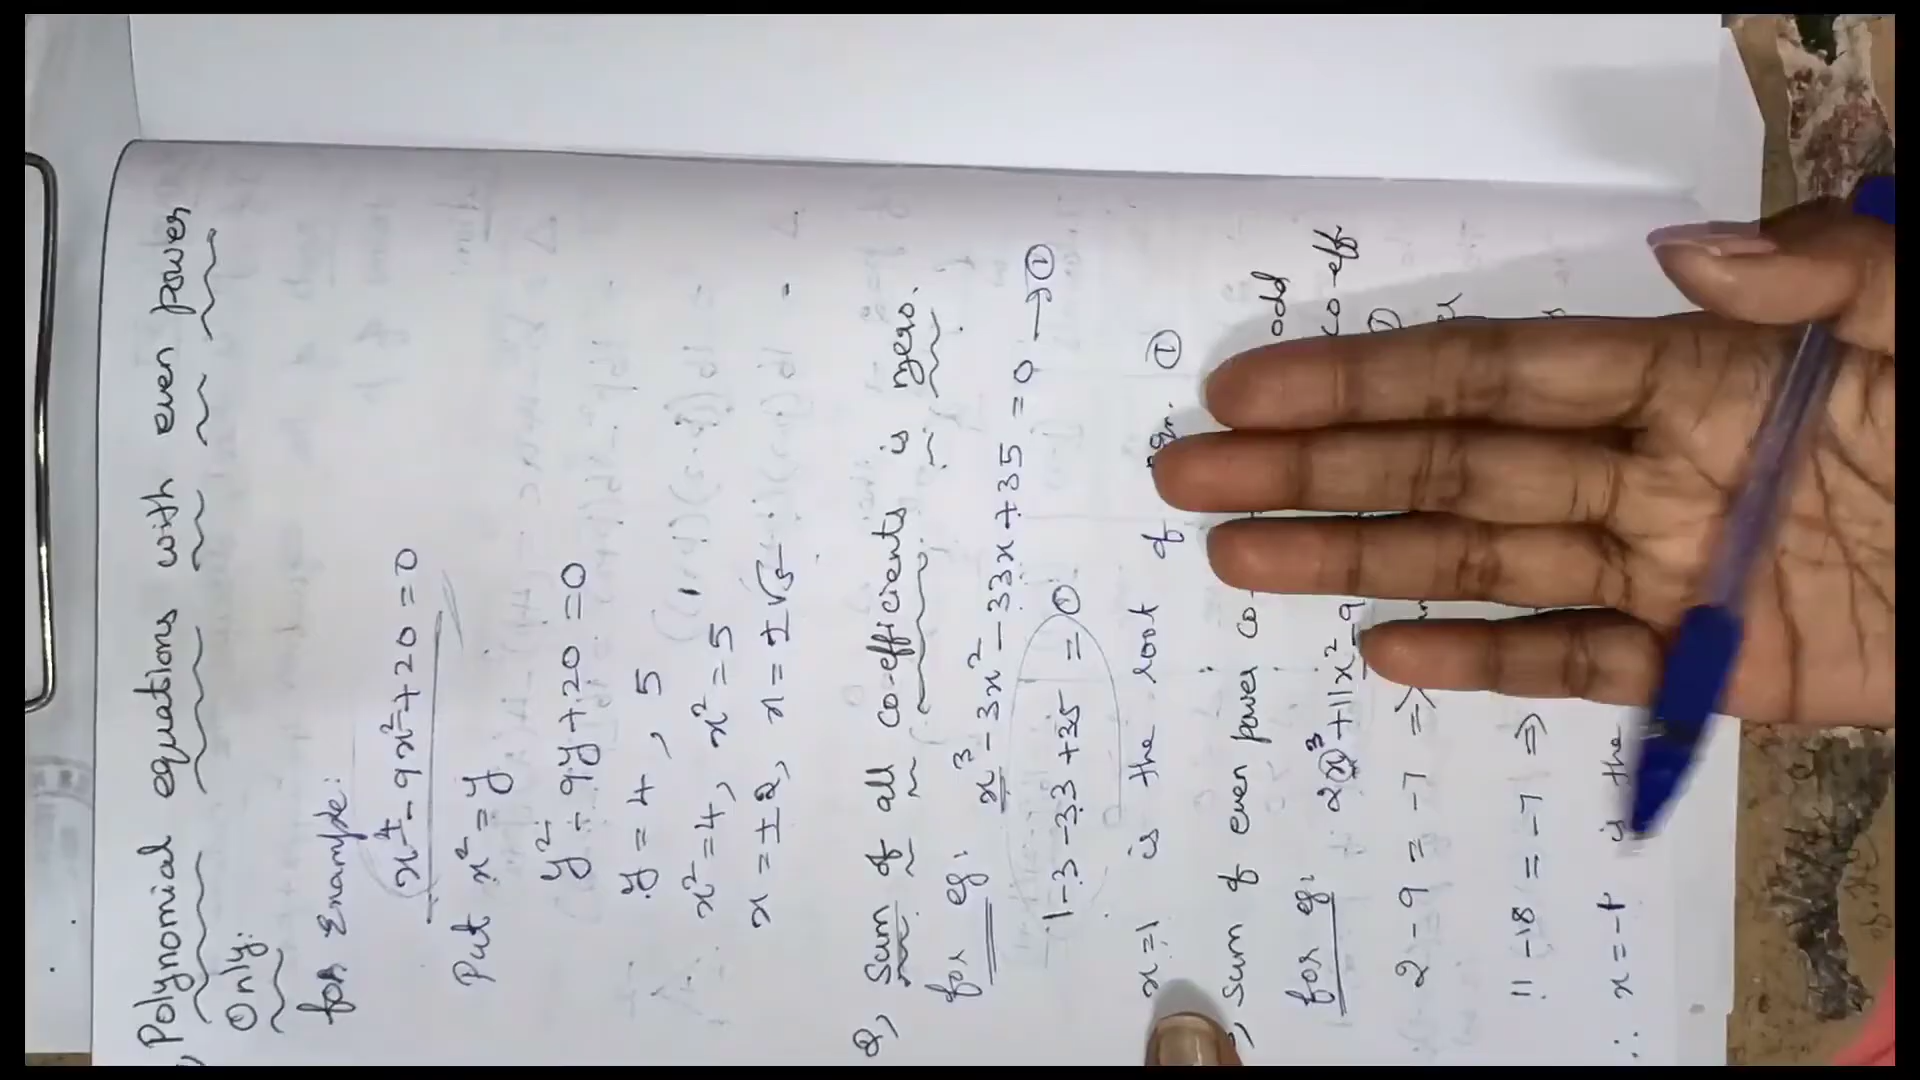 Polynomial equations with even power
Only:
for Example:
x⁴ - 9x² + 20 = 0
Put x² = y
y² - 9y + 20 = 0
y = 4 , 5
x² = 4, x² = 5
x = ±2, x = ±√5
2, Sum of all co-efficients is zero.
for eg: x³ - 3x² - 33x + 35 = 0 → ①
1 - 3 - 33 + 35 = 0
x = 1 is the root of eqn. ①
, Sum of even power co- odd co-eff.
for eg: 2x³ + 11x² - 9
2 - 9 = -7 ⇒
11 - 18 = -7 ⇒
∴ x = -1 is the